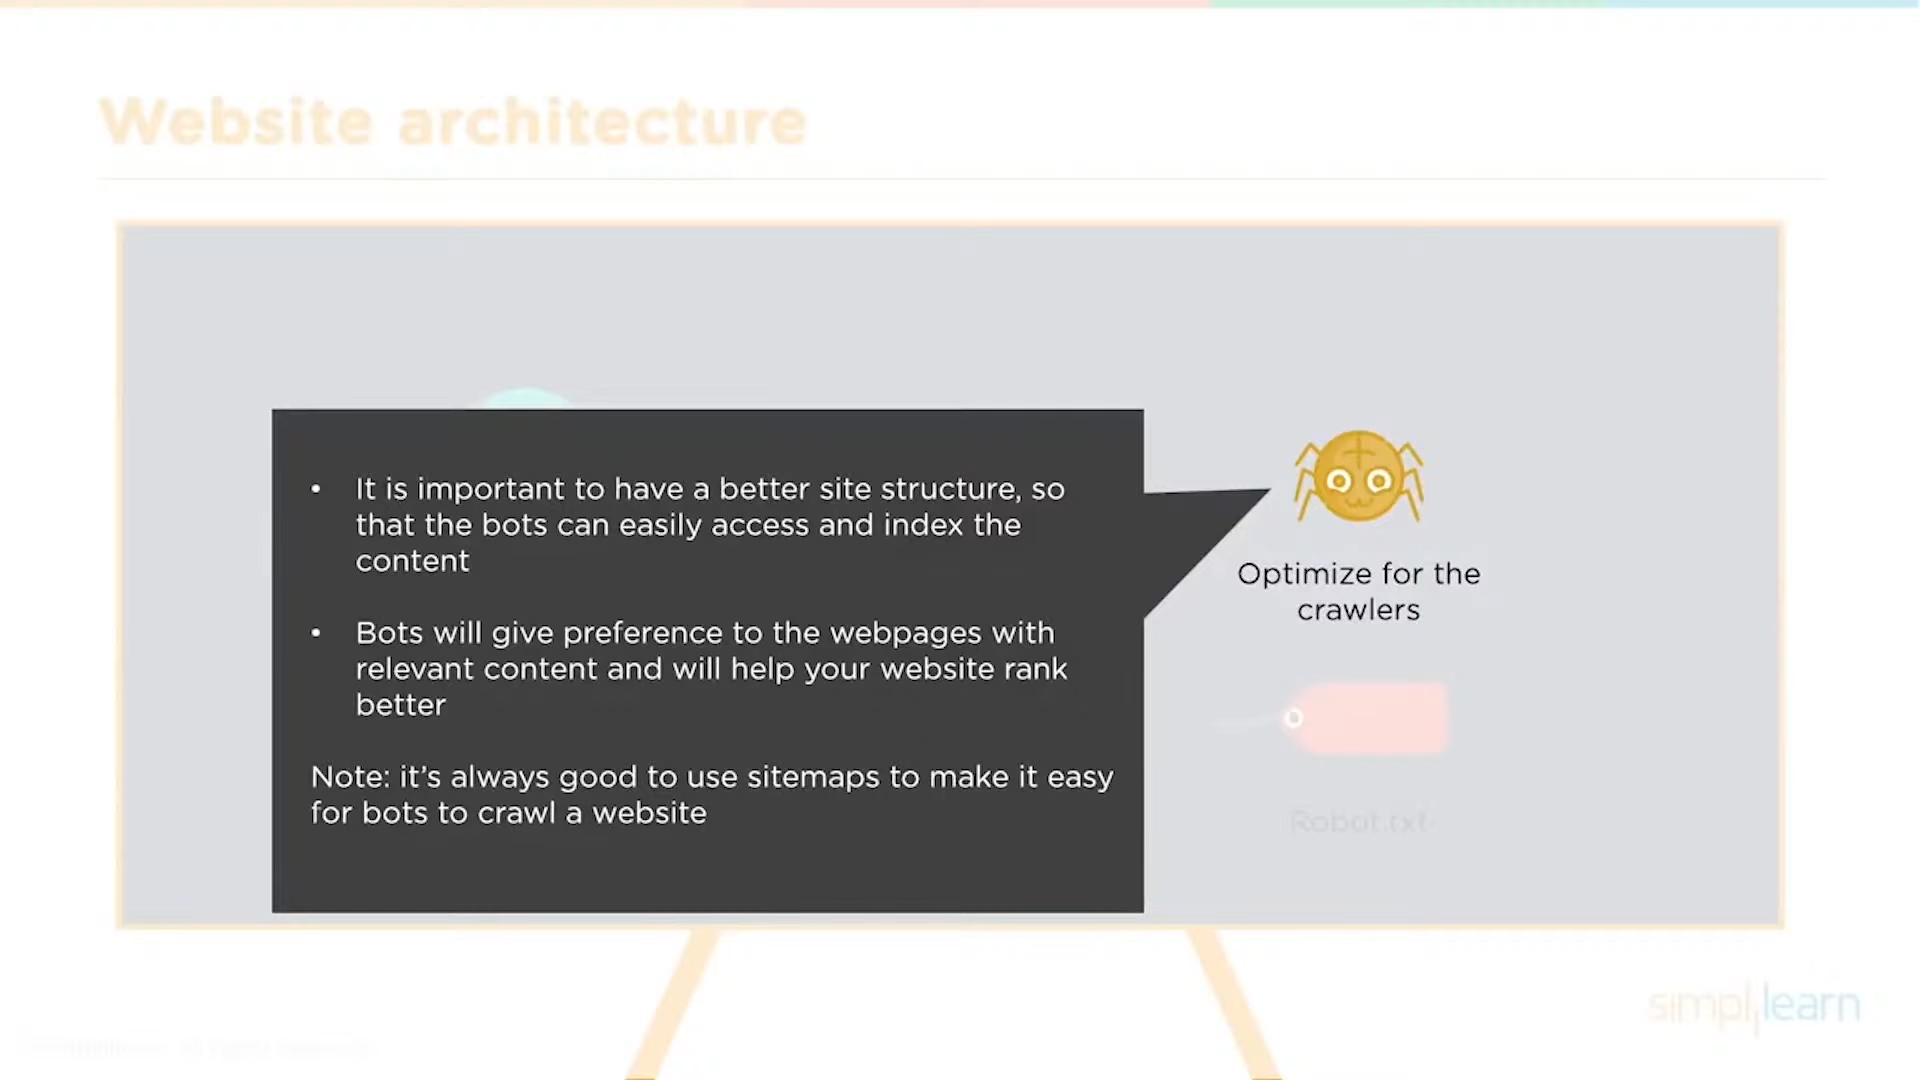 Website architecture
• It is important to have a better site structure, so
that the bots can easily access and index the
content
• Bots will give preference to the webpages with
relevant content and will help your website rank
better
Note: it's always good to use sitemaps to make it easy
for bots to crawl a website
Optimize for the
crawlers
Robot.txt
simplilearn